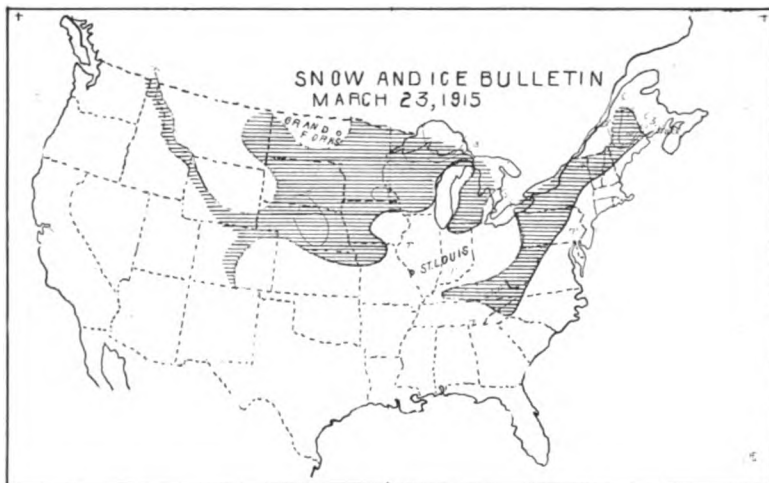 SNOW AND ICE BULLETIN
MARCH 23, 1915
GRAND
FORKS
ST. LOUIS